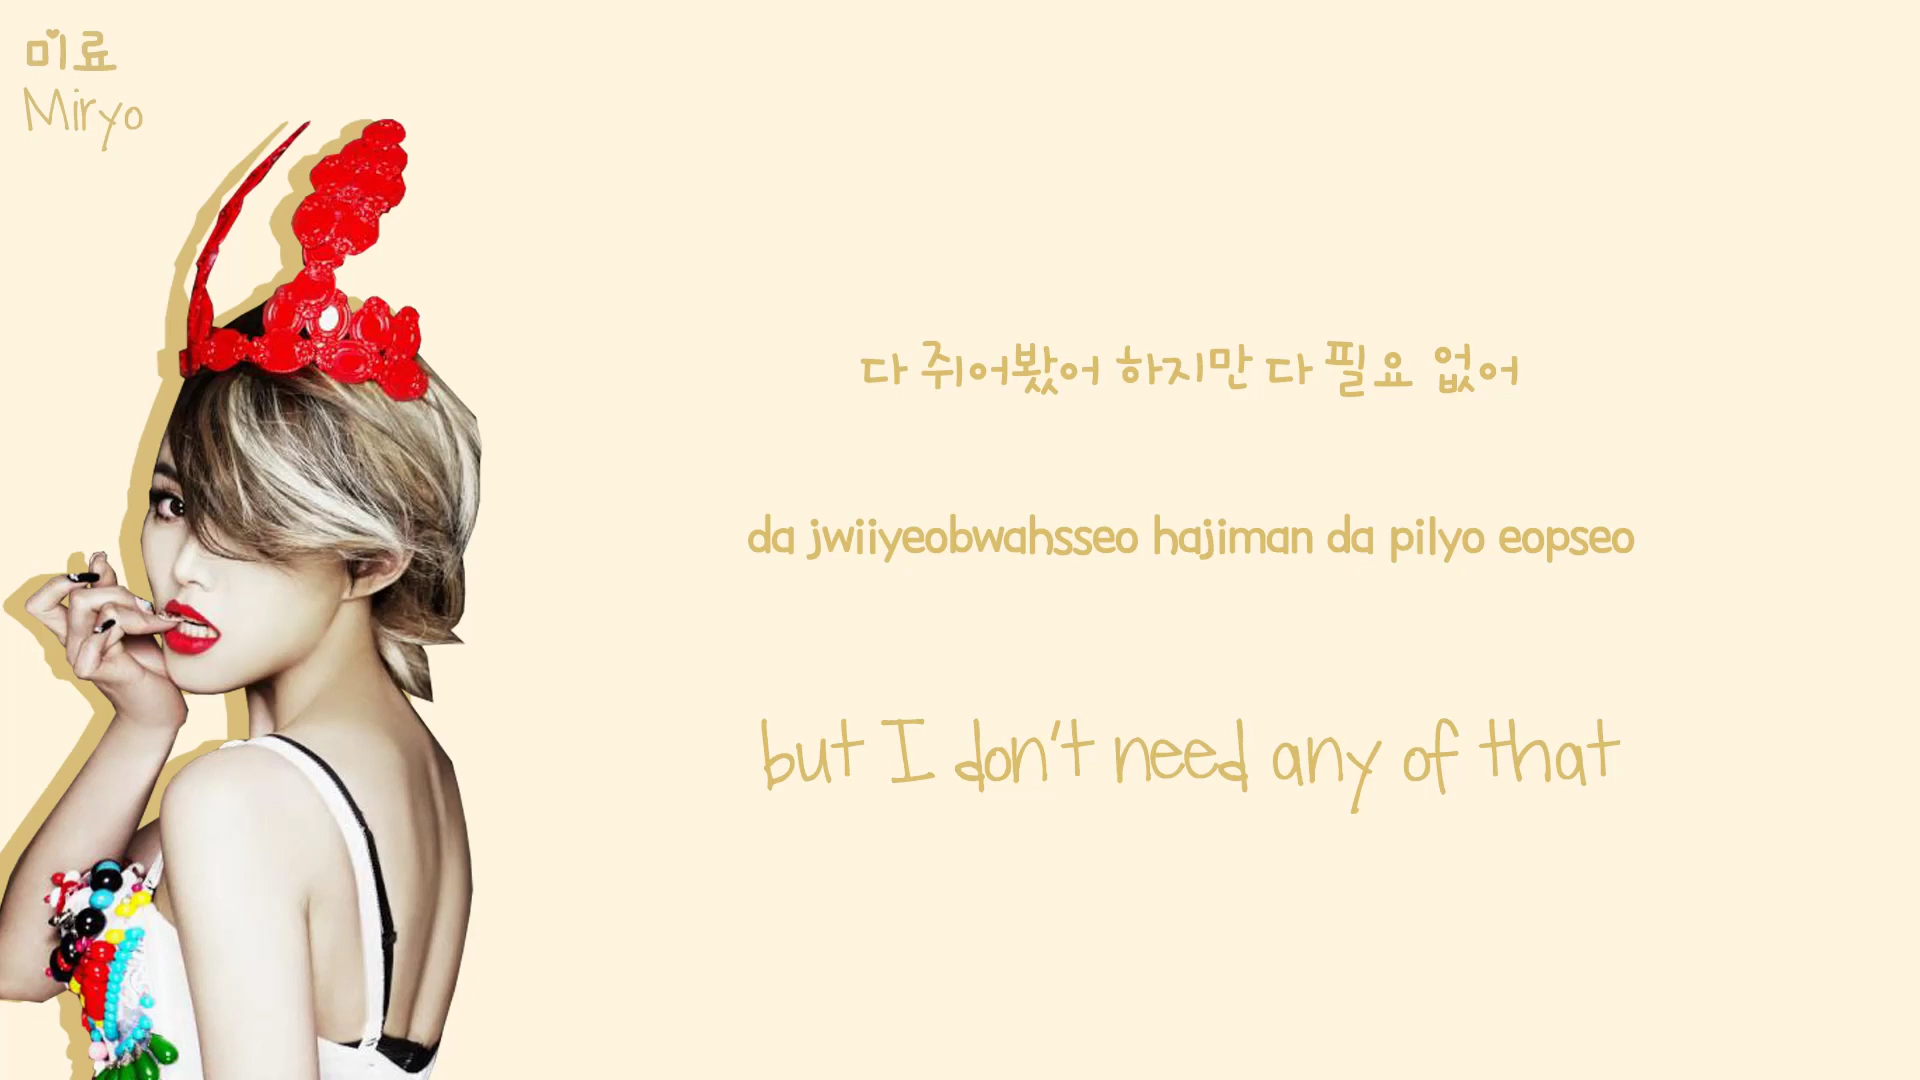 미료
Miryo
다 쥐어봤어 하지만 다 필요 없어
da jwiiyeobwahsseo hajiman da pilyo eopseo
but I don't need any of that